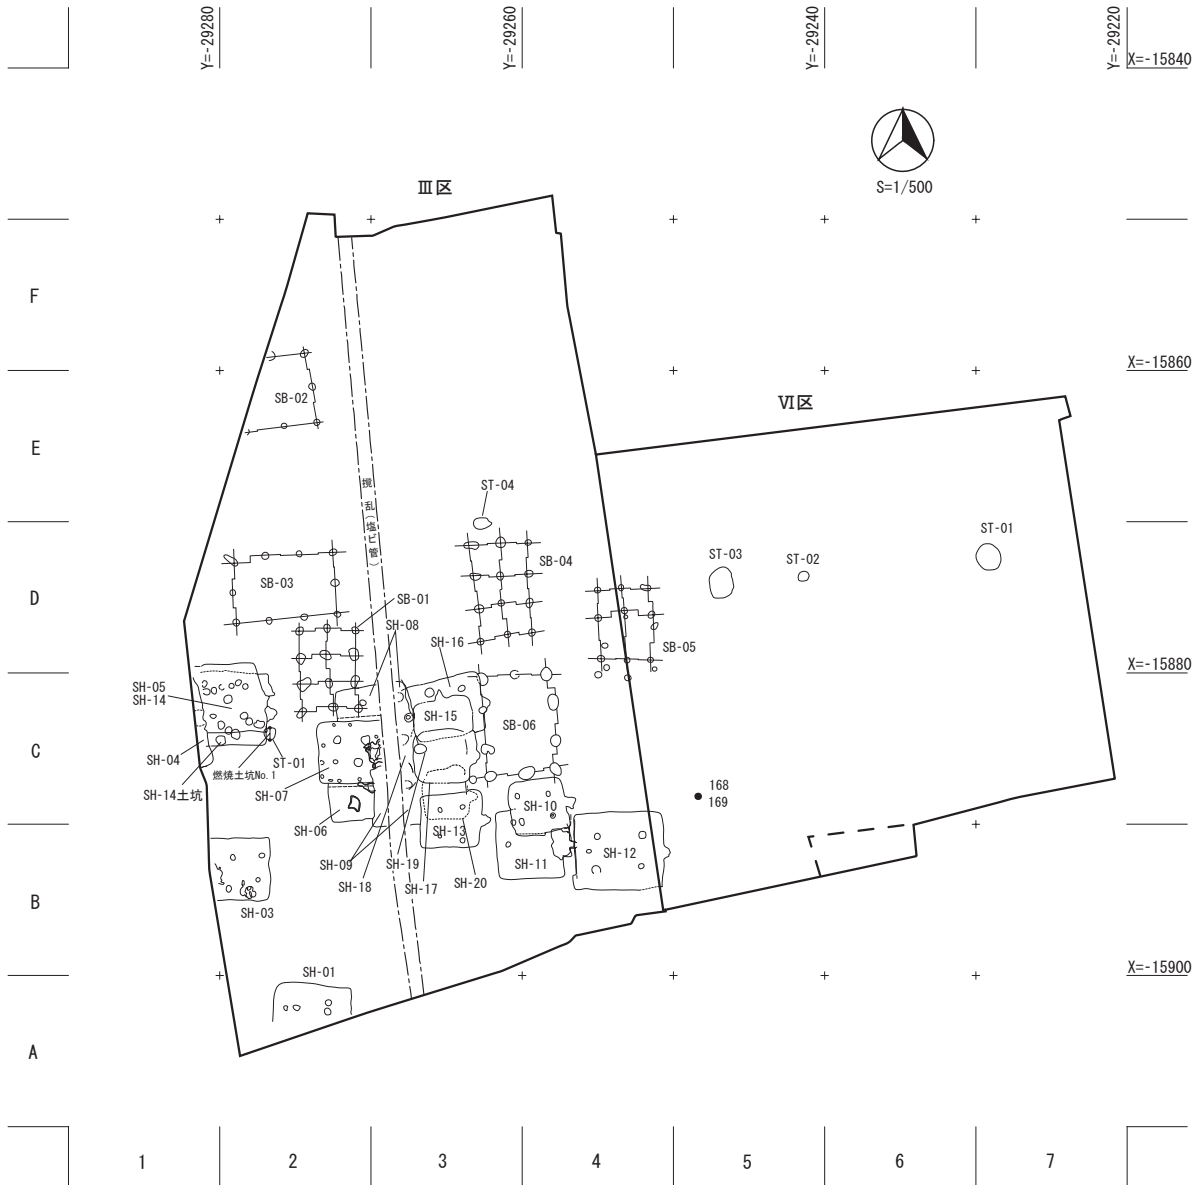 Y=-29280
Y=-29260
Y=-29240
Y=-29220
X=-15840
S=1/500
Ⅲ区
F
X=-15860
SB-02
Ⅵ区
E
撹乱(塩ビ管)
ST-04
ST-01
ST-03
ST-02
SB-04
SB-03
D
SB-01
SH-08
SH-16
SB-05
X=-15880
SH-05
SH-14
SH-15
SB-06
C
SH-04
ST-01
燃焼土坑No.1
SH-14土坑
SH-07
168
169
SH-10
SH-06
SH-13
SH-12
SH-09
SH-19
SH-11
SH-18
SH-17
SH-20
B
SH-03
SH-01
X=-15900
A
1
2
3
4
5
6
7